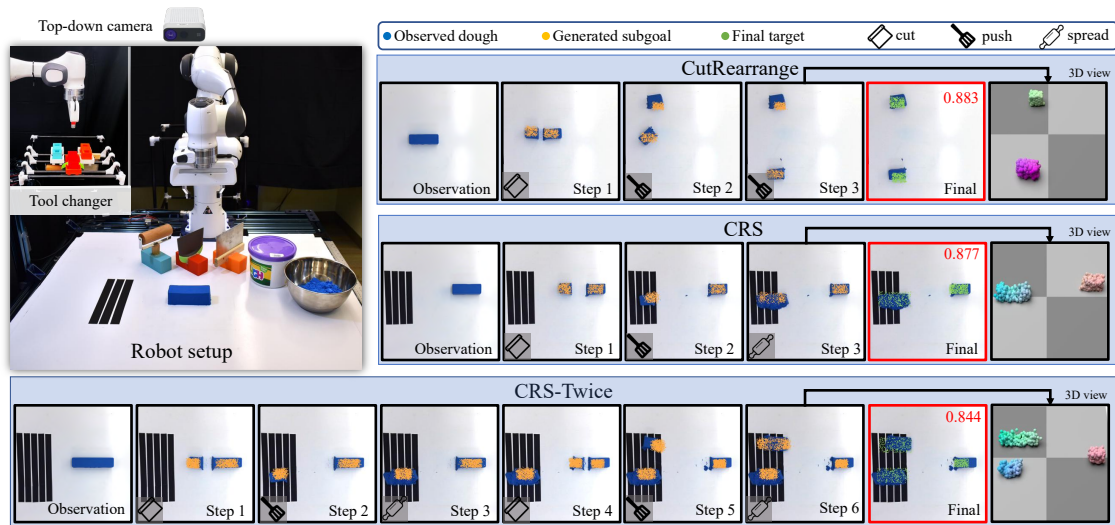 Top-down camera
Tool changer
Robot setup
Observed dough
Generated subgoal
Final target
cut
push
spread
CutRearrange
3D view
Observation
Step 1
Step 2
Step 3
0.883
Final
CRS
3D view
Observation
Step 1
Step 2
Step 3
0.877
Final
CRS-Twice
3D view
Observation
Step 1
Step 2
Step 3
Step 4
Step 5
Step 6
0.844
Final